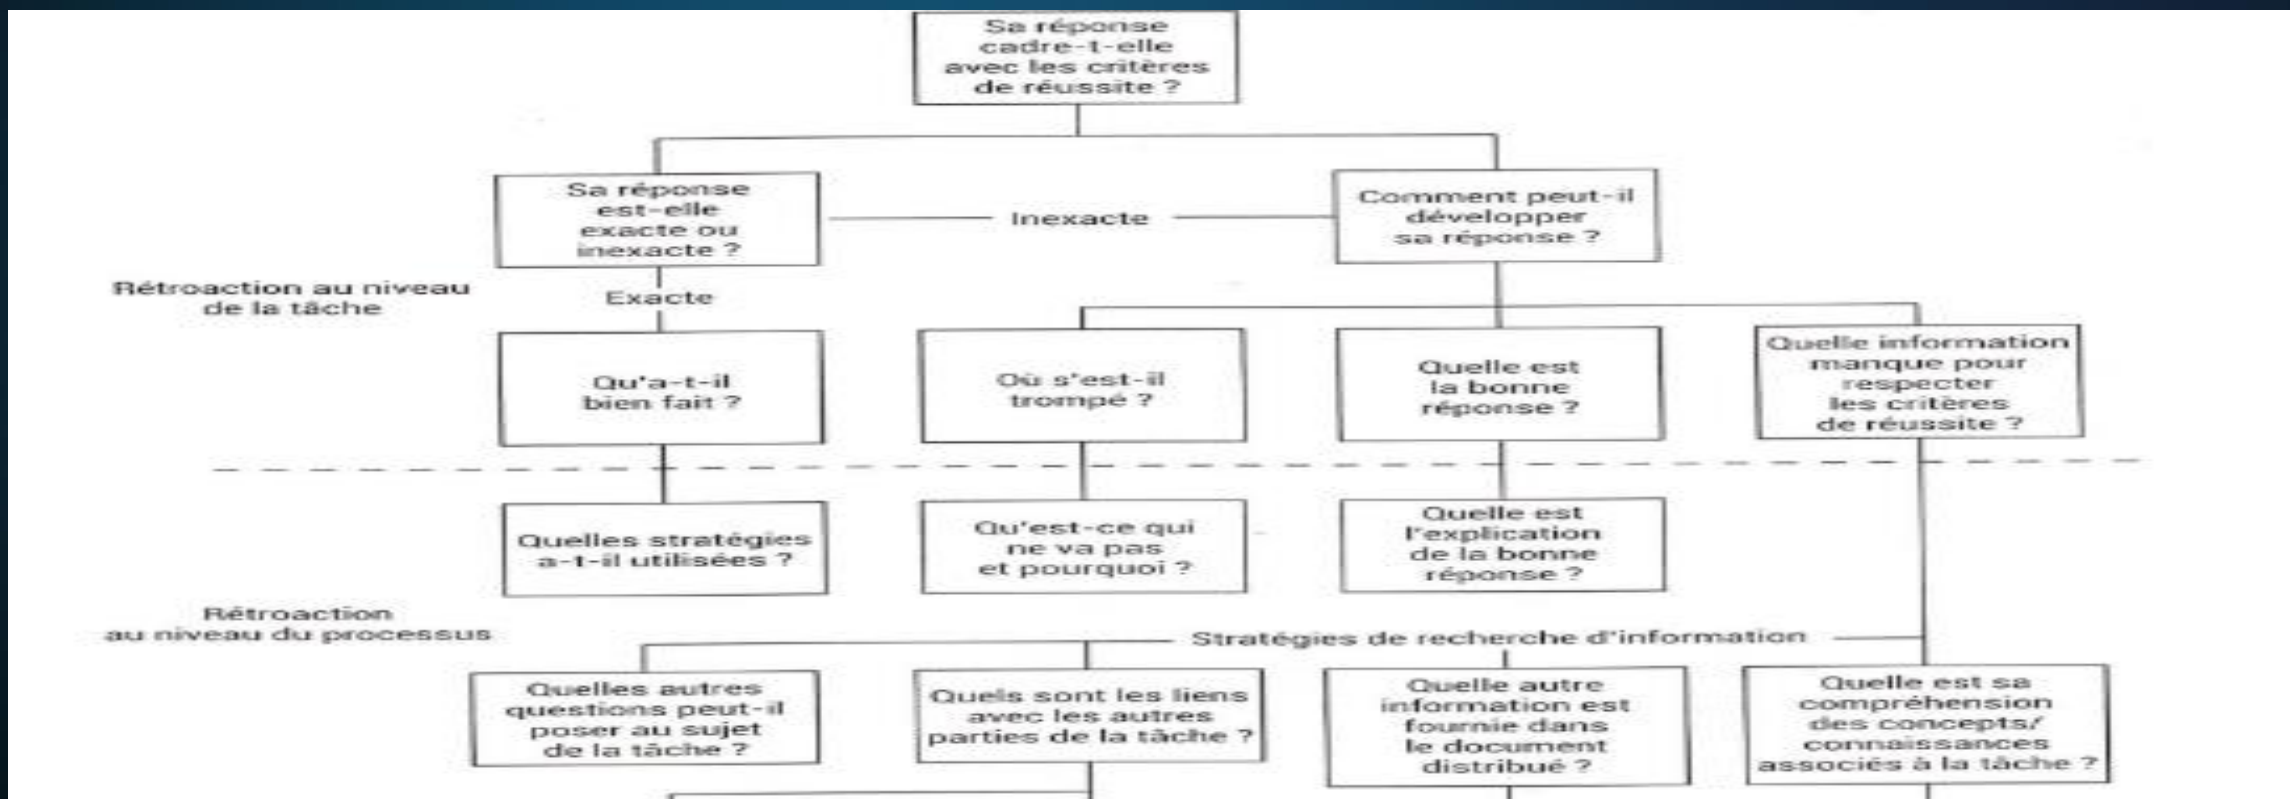 Sa réponse
cadre-t-elle
avec les critères
de réussite ?
Sa réponse
est-elle
exacte ou
inexacte ?
Inexacte
Comment peut-il
développer
sa réponse ?
Rétroaction au niveau
de la tâche
Exacte
Qu'a-t-il
bien fait ?
Où s'est-il
trompé ?
Quelle est
la bonne
réponse ?
Quelle information
manque pour
respecter
les critères
de réussite ?
Quelles stratégies
a-t-il utilisées ?
Qu'est-ce qui
ne va pas
et pourquoi ?
Quelle est
l'explication
de la bonne
réponse ?
Rétroaction
au niveau du processus
Stratégies de recherche d'information
Quelles autres
questions peut-il
poser au sujet
de la tâche ?
Quels sont les liens
avec les autres
parties de la tâche ?
Quelle autre
information est
fournie dans
le document
distribué ?
Quelle est sa
compréhension
des concepts/
connaissances
associés à la tâche ?